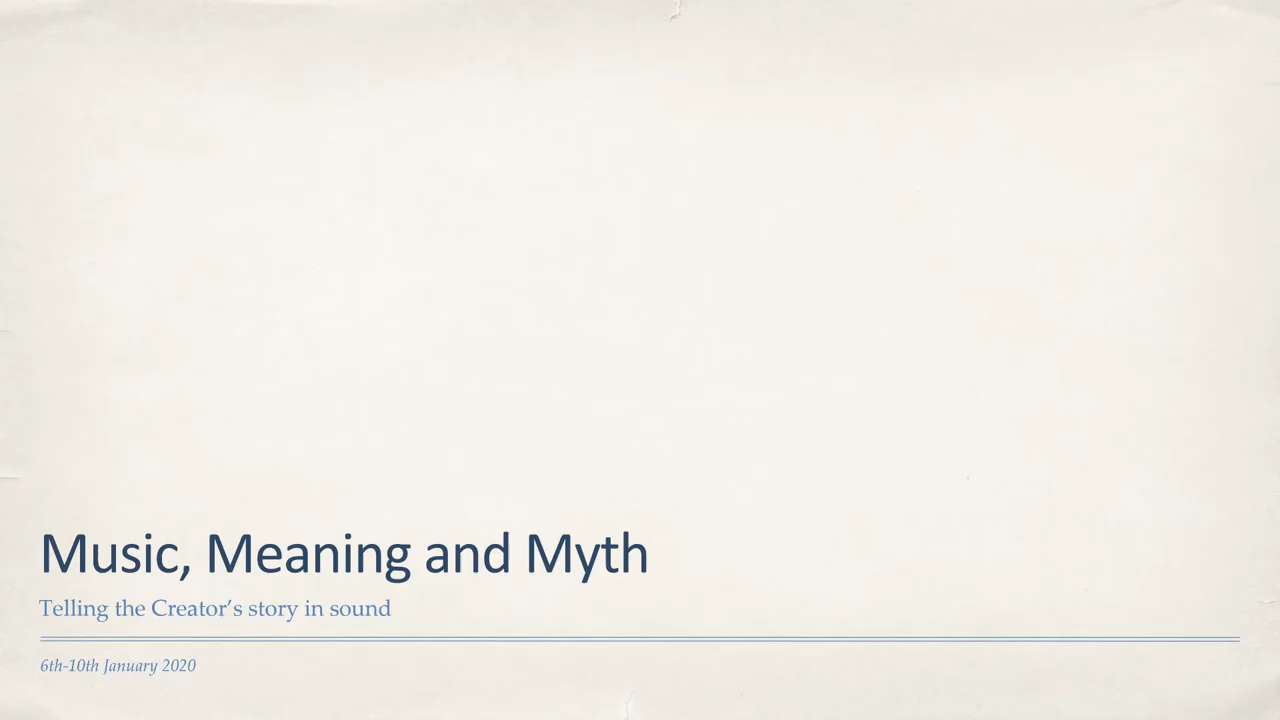 Music, Meaning and Myth
Telling the Creator’s story in sound
6th-10th January 2020